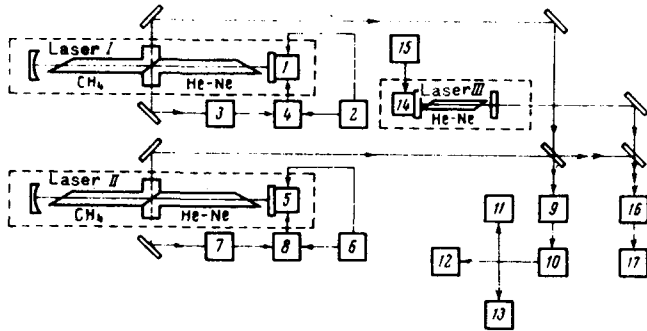 Laser I
CH₄
He-Ne
1
2
3
4
15
14
Laser III
He-Ne
Laser II
CH₄
He-Ne
5
6
7
8
9
10
11
12
13
16
17